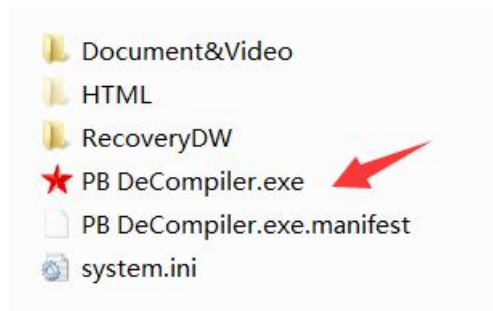 Document&Video
HTML
RecoveryDW
PB DeCompiler.exe
PB DeCompiler.exe.manifest
system.ini